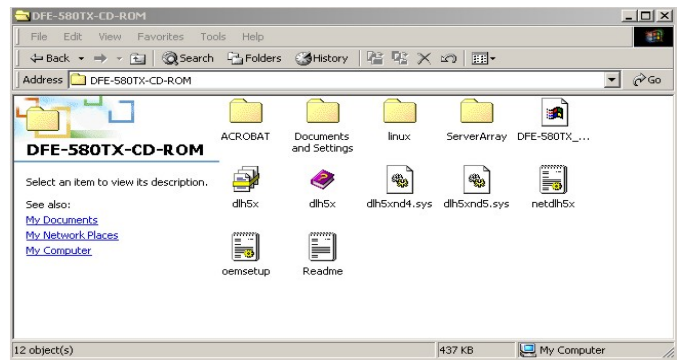 DFE-580TX-CD-ROM
File Edit View Favorites Tools Help
Back Search Folders History
Address DFE-580TX-CD-ROM Go
DFE-580TX-CD-ROM
Select an item to view its description.
See also:
My Documents
My Network Places
My Computer
ACROBAT Documents and Settings linux ServerArray DFE-580TX_...
dlh5x dlh5x dlh5xnd4.sys dlh5xnd5.sys netdlh5x
oemsetup Readme
12 object(s) 437 KB My Computer